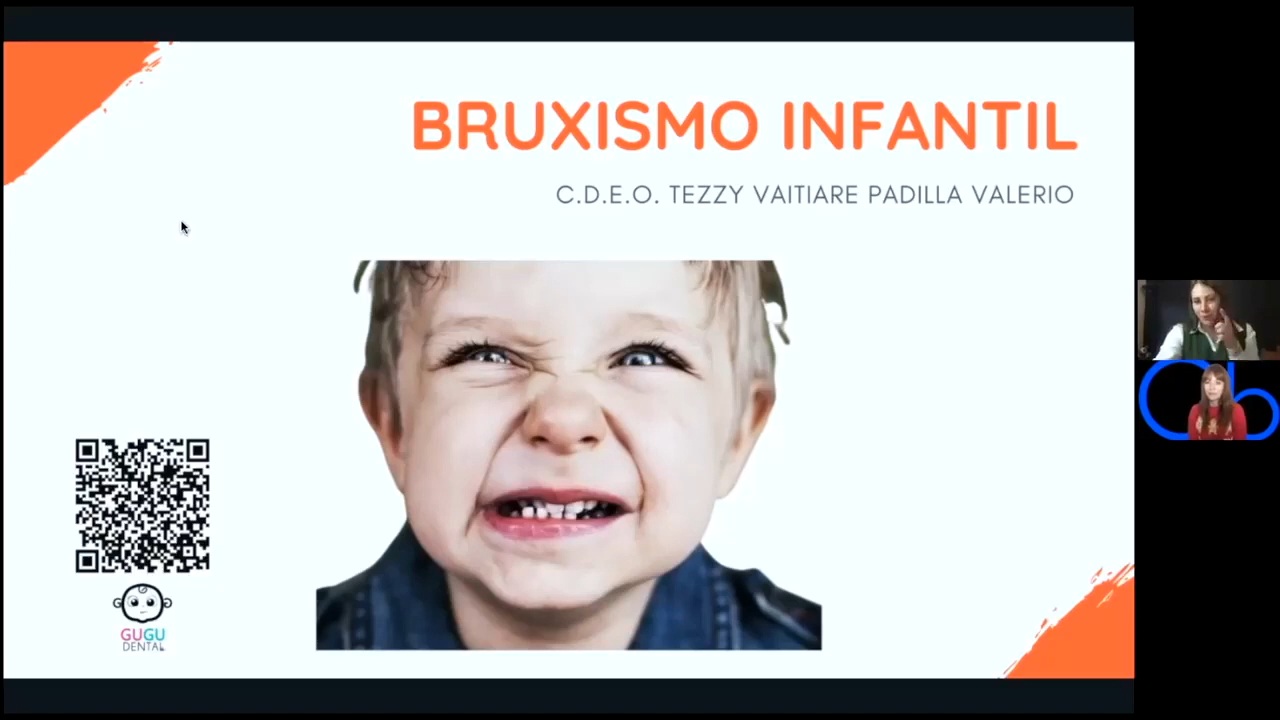 BRUXISMO INFANTIL
C.D.E.O. TEZZY VAITIARE PADILLA VALERIO
GUGU
DENTAL